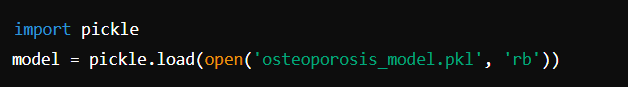 import pickle
model = pickle.load(open('osteoporosis_model.pkl', 'rb'))